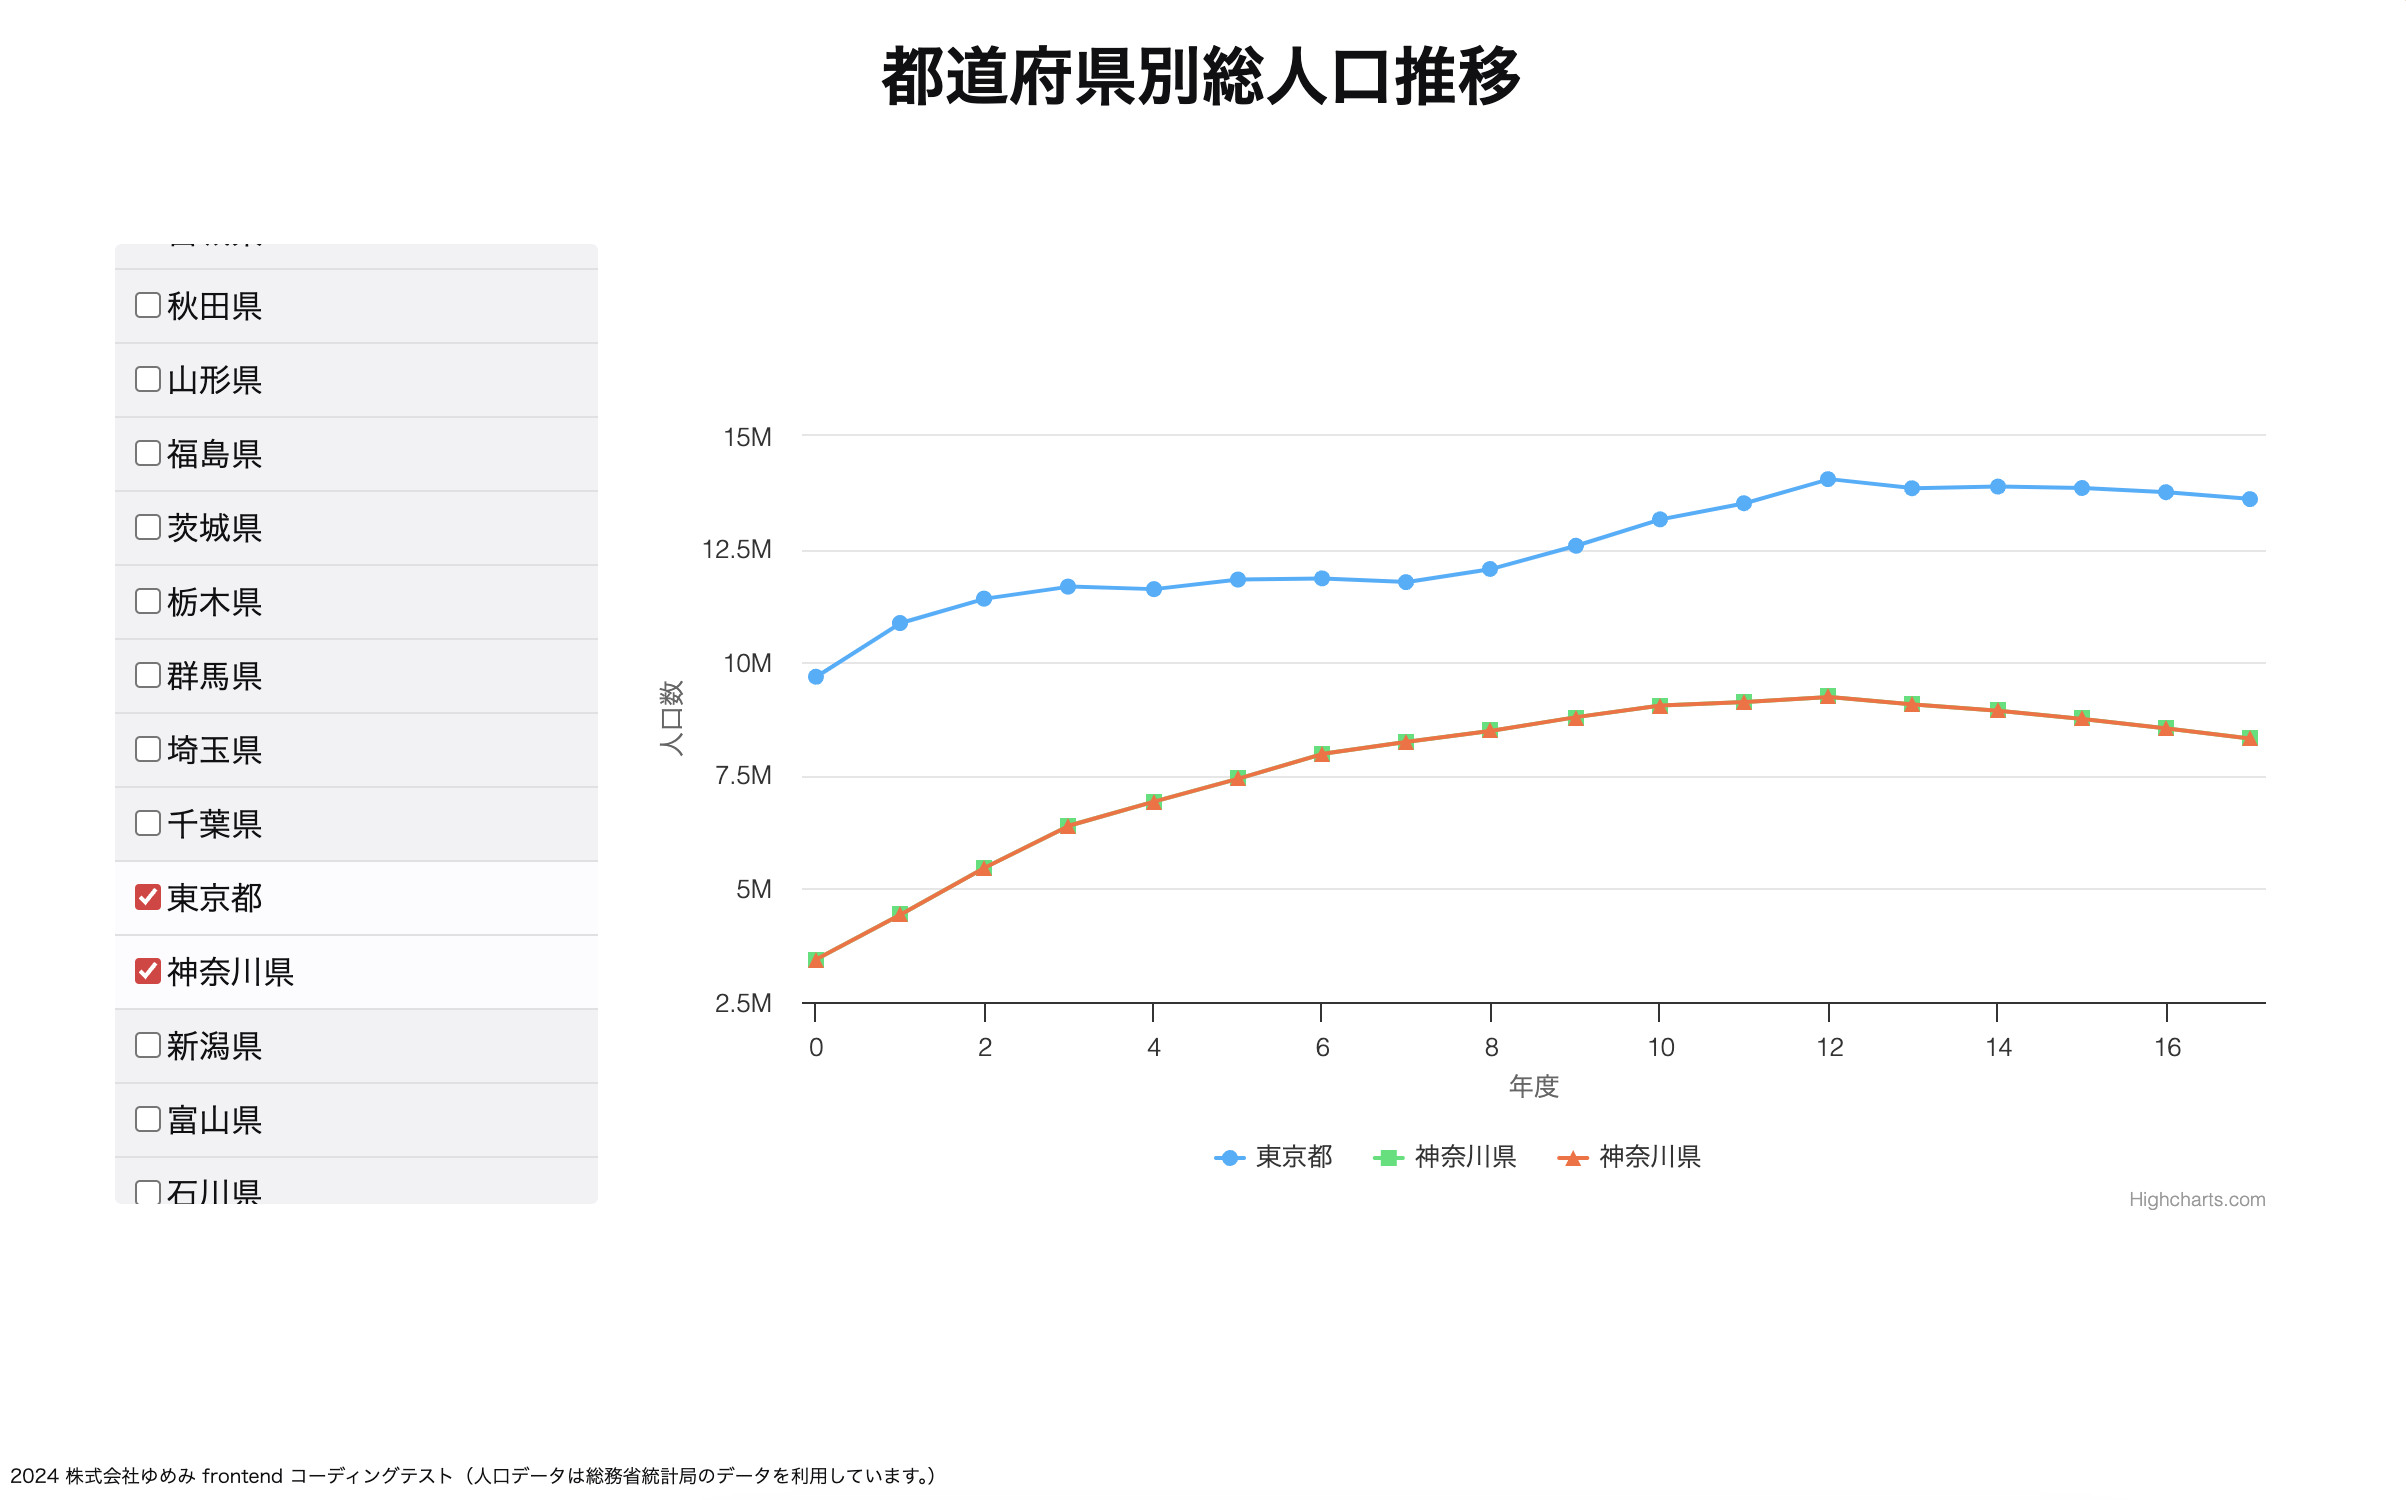 都道府県別総人口推移
秋田県
山形県
福島県
茨城県
栃木県
群馬県
埼玉県
千葉県
東京都
神奈川県
新潟県
富山県
石川県
人口数
15M
12.5M
10M
7.5M
5M
2.5M
0 2 4 6 8 10 12 14 16
年度
東京都 神奈川県 神奈川県
Highcharts.com
2024 株式会社ゆめみ frontend コーディングテスト（人口データは総務省統計局のデータを利用しています。）